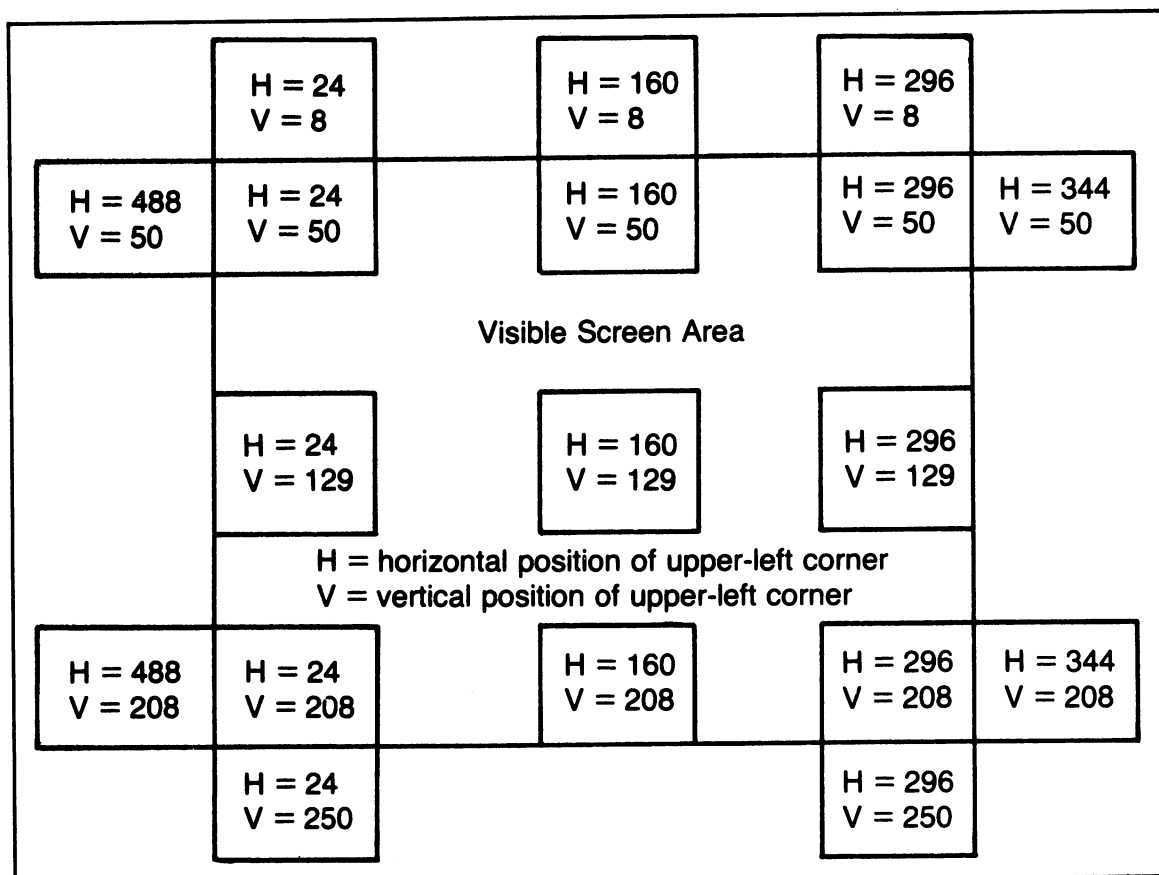 H = 24
V = 8
H = 160
V = 8
H = 296
V = 8
H = 488
V = 50
H = 24
V = 50
H = 160
V = 50
H = 296
V = 50
H = 344
V = 50
Visible Screen Area
H = 24
V = 129
H = 160
V = 129
H = 296
V = 129
H = horizontal position of upper-left corner
V = vertical position of upper-left corner
H = 488
V = 208
H = 24
V = 208
H = 160
V = 208
H = 296
V = 208
H = 344
V = 208
H = 24
V = 250
H = 296
V = 250